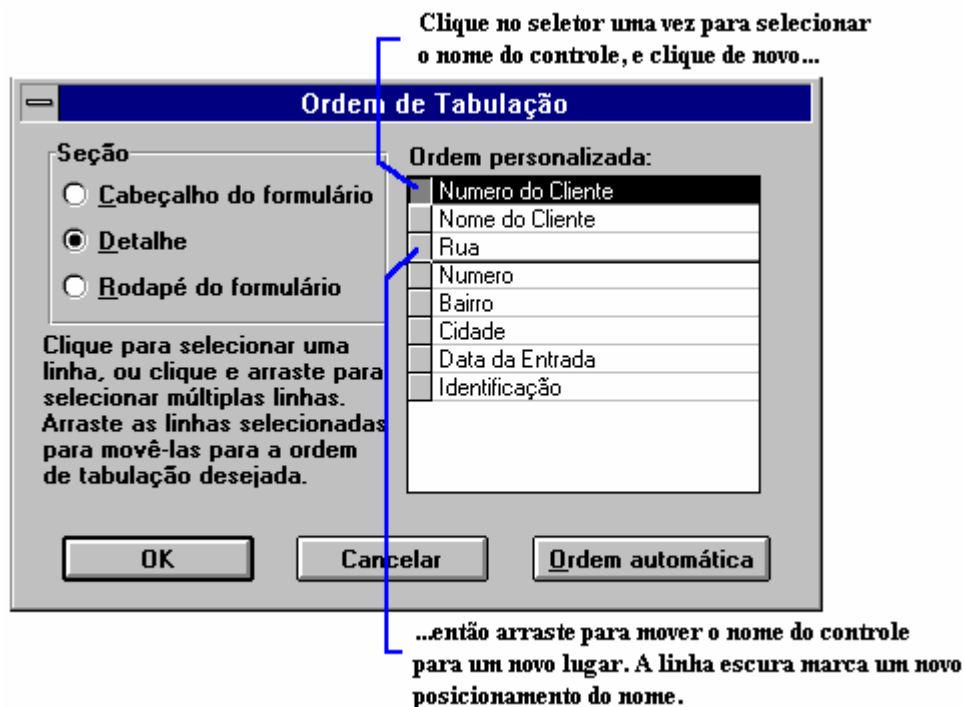 Clique no seletor uma vez para selecionar
o nome do controle, e clique de novo...
Ordem de Tabulação
Seção
Cabeçalho do formulário
Detalhe
Rodapé do formulário
Clique para selecionar uma
linha, ou clique e arraste para
selecionar múltiplas linhas.
Arraste as linhas selecionadas
para movê-las para a ordem
de tabulação desejada.
Ordem personalizada:
Numero do Cliente
Nome do Cliente
Rua
Numero
Bairro
Cidade
Data da Entrada
Identificação
OK
Cancelar
Ordem automática
...então arraste para mover o nome do controle
para um novo lugar. A linha escura marca um novo
posicionamento do nome.